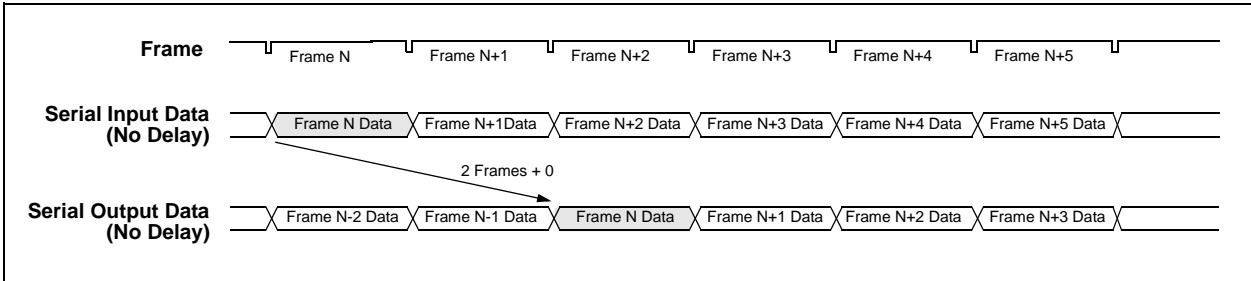 Frame
Frame N Frame N+1 Frame N+2 Frame N+3 Frame N+4 Frame N+5
Serial Input Data
(No Delay)
Frame N Data Frame N+1Data Frame N+2 Data Frame N+3 Data Frame N+4 Data Frame N+5 Data
2 Frames + 0
Serial Output Data
(No Delay)
Frame N-2 Data Frame N-1 Data Frame N Data Frame N+1 Data Frame N+2 Data Frame N+3 Data